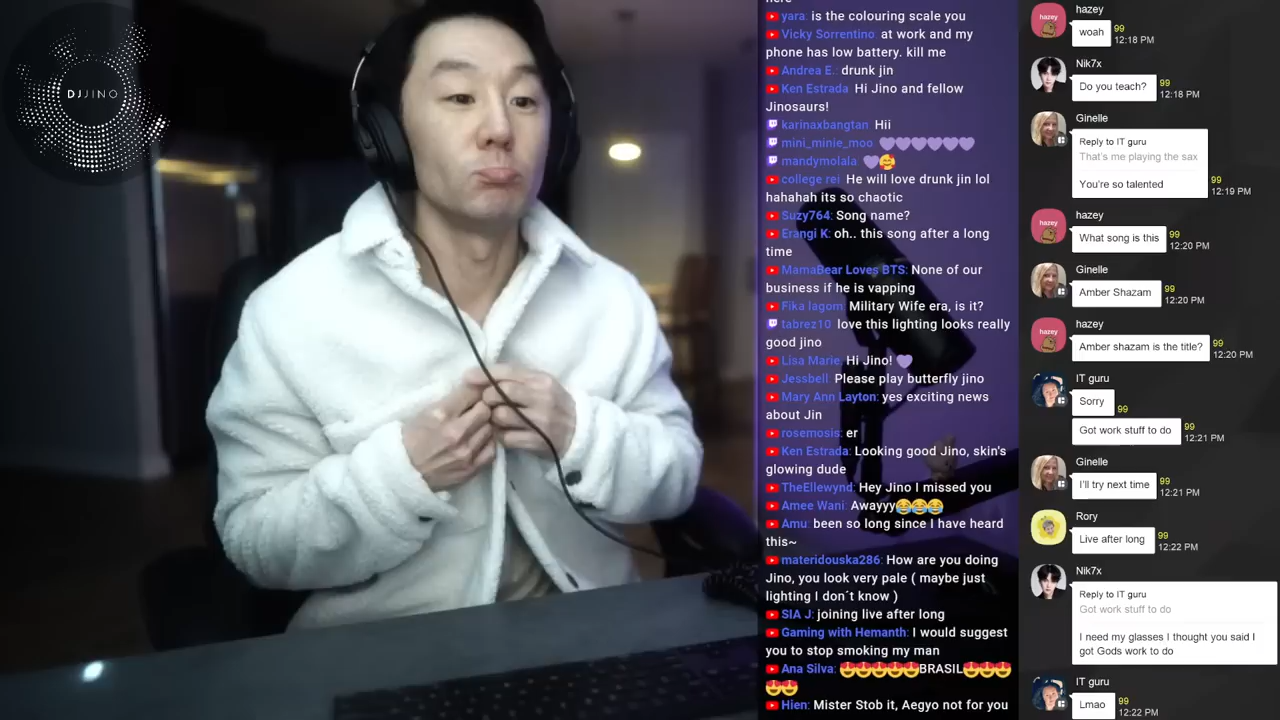 DJJINO
here
yara: is the colouring scale you
Vicky Sorrentino: at work and my
phone has low battery. kill me
Andrea E.: drunk jin
Ken Estrada: Hi Jino and fellow
Jinosaurs!
karinaxbangtan Hii
mini_minie_moo 💜💜💜💜💜💜
mandymolala 💜🥰
college rei: He will love drunk jin lol
hahahah its so chaotic
Suzy764: Song name?
Erangi K: oh.. this song after a long
time
MamaBear Loves BTS: None of our
business if he is vapping
Fika lagom: Military Wife era, is it?
tabrez10 love this lighting looks really
good jino
Lisa Marie: Hi Jino! 💜
Jessbell: Please play butterfly jino
Mary Ann Layton: yes exciting news
about Jin
rosemosis: er
Ken Estrada: Looking good Jino, skin's
glowing dude
TheEllewynd: Hey Jino I missed you
Amee Wani: Awayyy😂😂😂
Amu: been so long since I have heard
this~
materidouska286: How are you doing
Jino, you look very pale ( maybe just
lighting I don´t know )
SIA J: joining live after long
Gaming with Hemanth: I would suggest
you to stop smoking my man
Ana Silva: 😍😍😍😍😍BRASIL😍😍😍
😍😍
Hien: Mister Stob it, Aegyo not for you
hazey
hazey
woah
99
12:18 PM
Nik7x
Do you teach?
99
12:18 PM
Ginelle
Reply to IT guru
That's me playing the sax
You're so talented
99
12:19 PM
hazey
hazey
What song is this
99
12:20 PM
Ginelle
Amber Shazam
99
12:20 PM
hazey
hazey
Amber shazam is the title?
99
12:20 PM
IT guru
Sorry
99
Got work stuff to do
12:21 PM
Ginelle
I'll try next time
99
12:21 PM
Rory
Live after long
99
12:22 PM
Nik7x
Reply to IT guru
Got work stuff to do
I need my glasses I thought you said I
got Gods work to do
IT guru
Lmao
99
12:22 PM